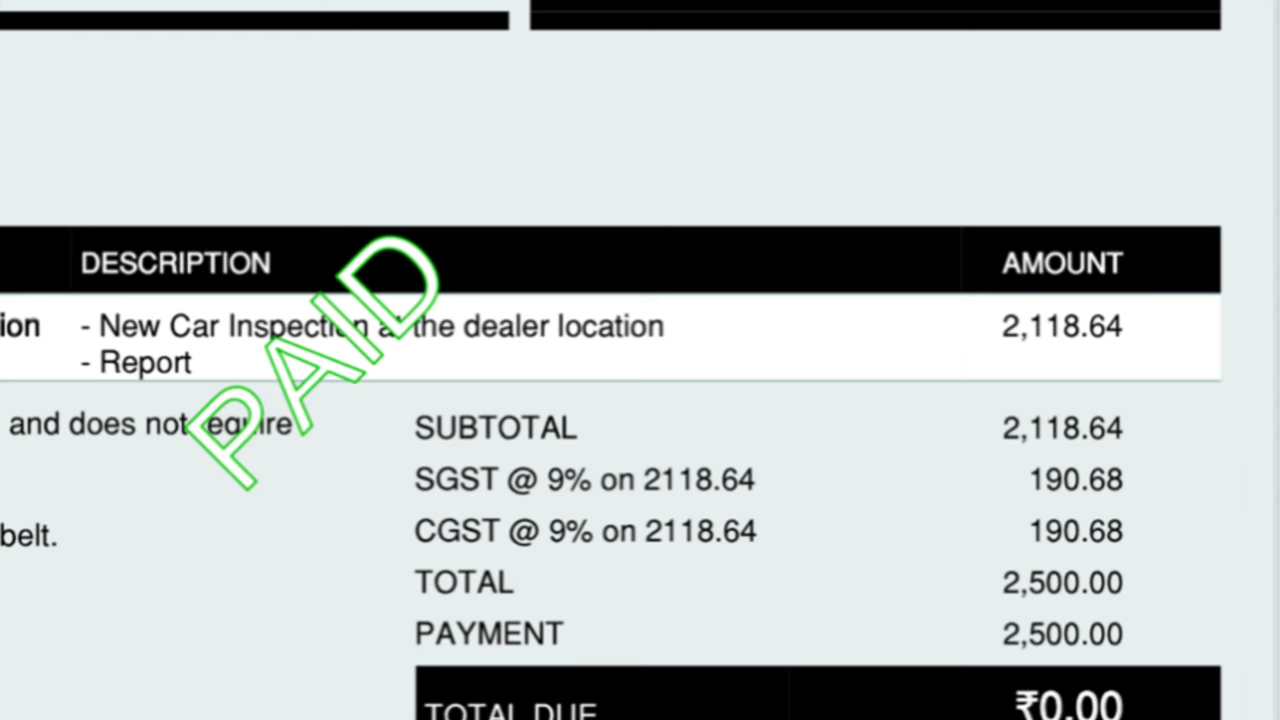 DESCRIPTION AMOUNT
ion - New Car Inspection at the dealer location 2,118.64
- Report
PAID
and does not require
SUBTOTAL 2,118.64
SGST @ 9% on 2118.64 190.68
CGST @ 9% on 2118.64 190.68
belt.
TOTAL 2,500.00
PAYMENT 2,500.00
TOTAL DUE ₹0.00